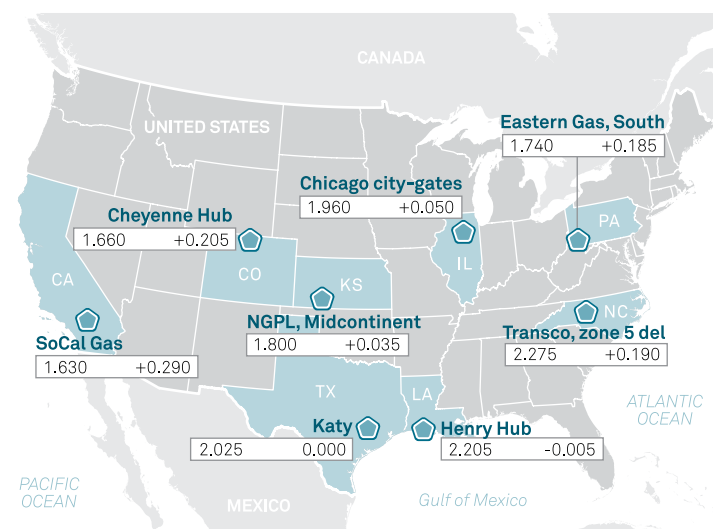 CANADA
UNITED STATES
Eastern Gas, South
1.740 +0.185
Chicago city-gates
1.960 +0.050
Cheyenne Hub
1.660 +0.205
PA
IL
CO
CA
KS
NC
NGPL, Midcontinent
1.800 +0.035
SoCal Gas
1.630 +0.290
Transco, zone 5 del
2.275 +0.190
TX
LA
ATLANTIC
OCEAN
Katy
2.025 0.000
Henry Hub
2.205 -0.005
PACIFIC
OCEAN
MEXICO
Gulf of Mexico